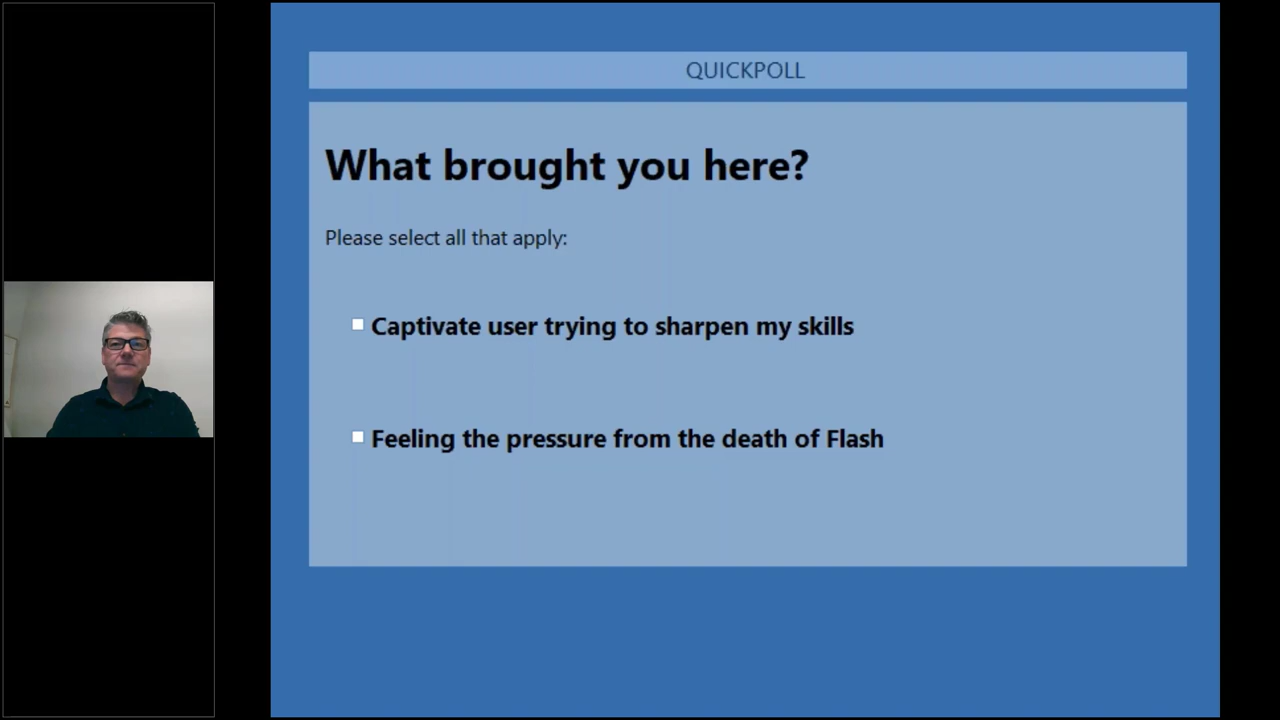 QUICKPOLL
What brought you here?
Please select all that apply:
Captivate user trying to sharpen my skills
Feeling the pressure from the death of Flash